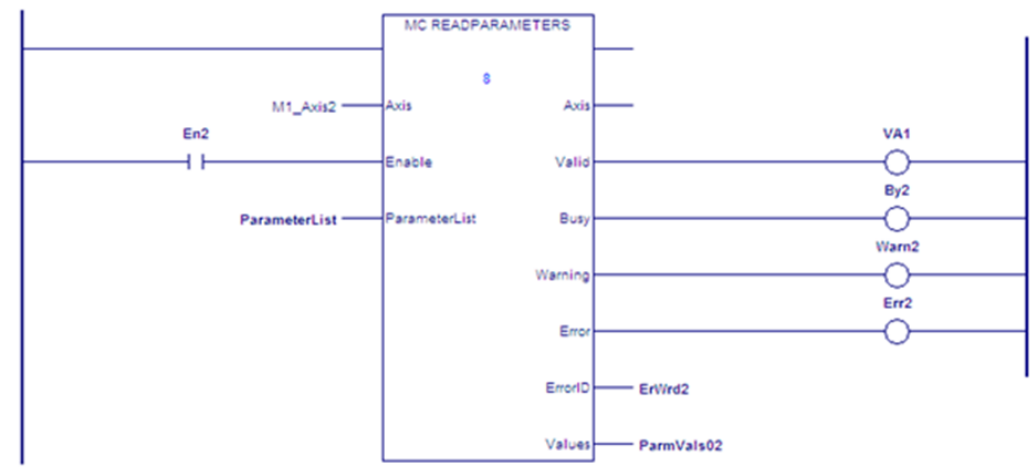 MC READPARAMETERS
8
M1_Axis2 Axis Axis
En2 VA1
Enable Valid
By2
ParameterList ParameterList Busy
Warn2
Warning
Err2
Error
ErrorID ErWrd2
Values ParmVals02